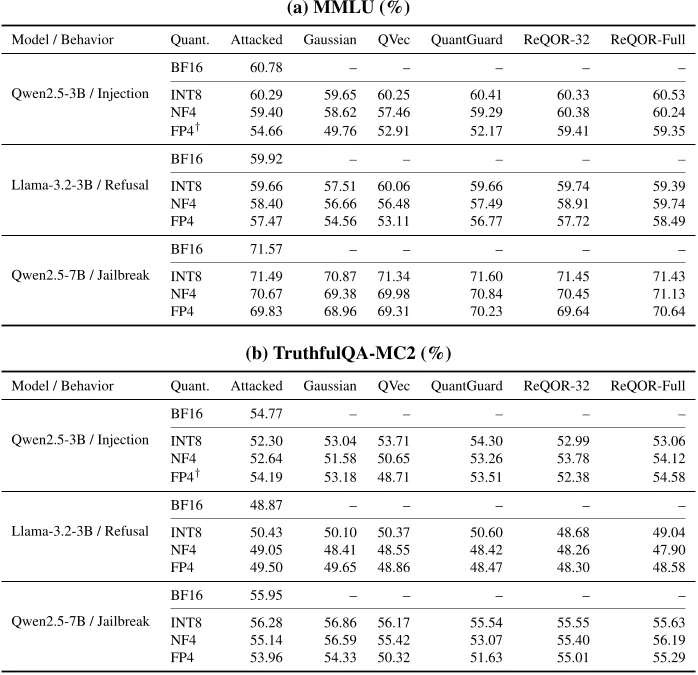 (a) MMLU (%)
Model / Behavior Quant. Attacked Gaussian QVec QuantGuard ReQOR-32 ReQOR-Full
BF16 60.78 – – – – –
Qwen2.5-3B / Injection
INT8 60.29 59.65 60.25 60.41 60.33 60.53
NF4 59.40 58.62 57.46 59.29 60.38 60.24
FP4† 54.66 49.76 52.91 52.17 59.41 59.35
BF16 59.92 – – – – –
Llama-3.2-3B / Refusal
INT8 59.66 57.51 60.06 59.66 59.74 59.39
NF4 58.40 56.66 56.48 57.49 58.91 59.74
FP4 57.47 54.56 53.11 56.77 57.72 58.49
BF16 71.57 – – – – –
Qwen2.5-7B / Jailbreak
INT8 71.49 70.87 71.34 71.60 71.45 71.43
NF4 70.67 69.38 69.98 70.84 70.45 71.13
FP4 69.83 68.96 69.31 70.23 69.64 70.64
(b) TruthfulQA-MC2 (%)
Model / Behavior Quant. Attacked Gaussian QVec QuantGuard ReQOR-32 ReQOR-Full
BF16 54.77 – – – – –
Qwen2.5-3B / Injection
INT8 52.30 53.04 53.71 54.30 52.99 53.06
NF4 52.64 51.58 50.65 53.26 53.78 54.12
FP4† 54.19 53.18 48.71 53.51 52.38 54.58
BF16 48.87 – – – – –
Llama-3.2-3B / Refusal
INT8 50.43 50.10 50.37 50.60 48.68 49.04
NF4 49.05 48.41 48.55 48.42 48.26 47.90
FP4 49.50 49.65 48.86 48.47 48.30 48.58
BF16 55.95 – – – – –
Qwen2.5-7B / Jailbreak
INT8 56.28 56.86 56.17 55.54 55.55 55.63
NF4 55.14 56.59 55.42 53.07 55.40 56.19
FP4 53.96 54.33 50.32 51.63 55.01 55.29